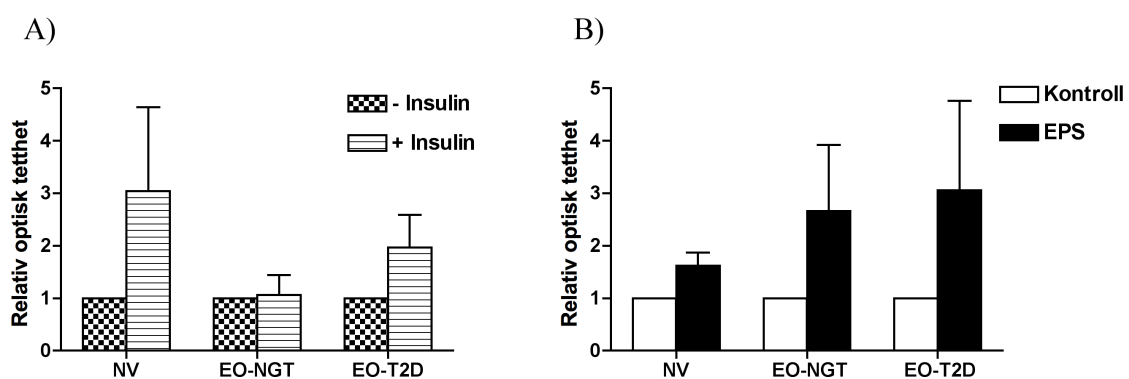 A)
Relativ optisk tetthet
5
4
3
2
1
0
- Insulin
+ Insulin
NV
EO-NGT
EO-T2D
B)
Relativ optisk tetthet
5
4
3
2
1
0
Kontroll
EPS
NV
EO-NGT
EO-T2D